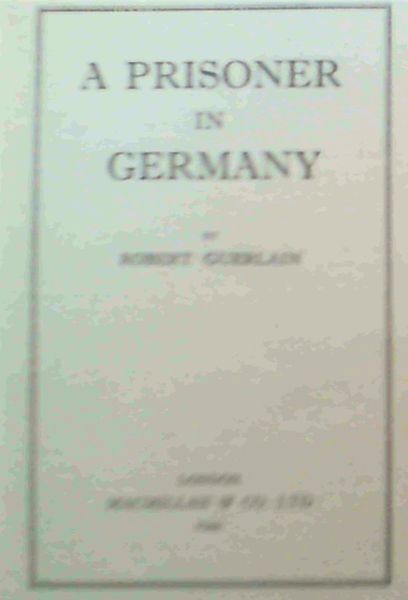 A PRISONER
IN
GERMANY
BY
ROBERT GUERLAIN
LONDON
MACMILLAN & CO. LTD